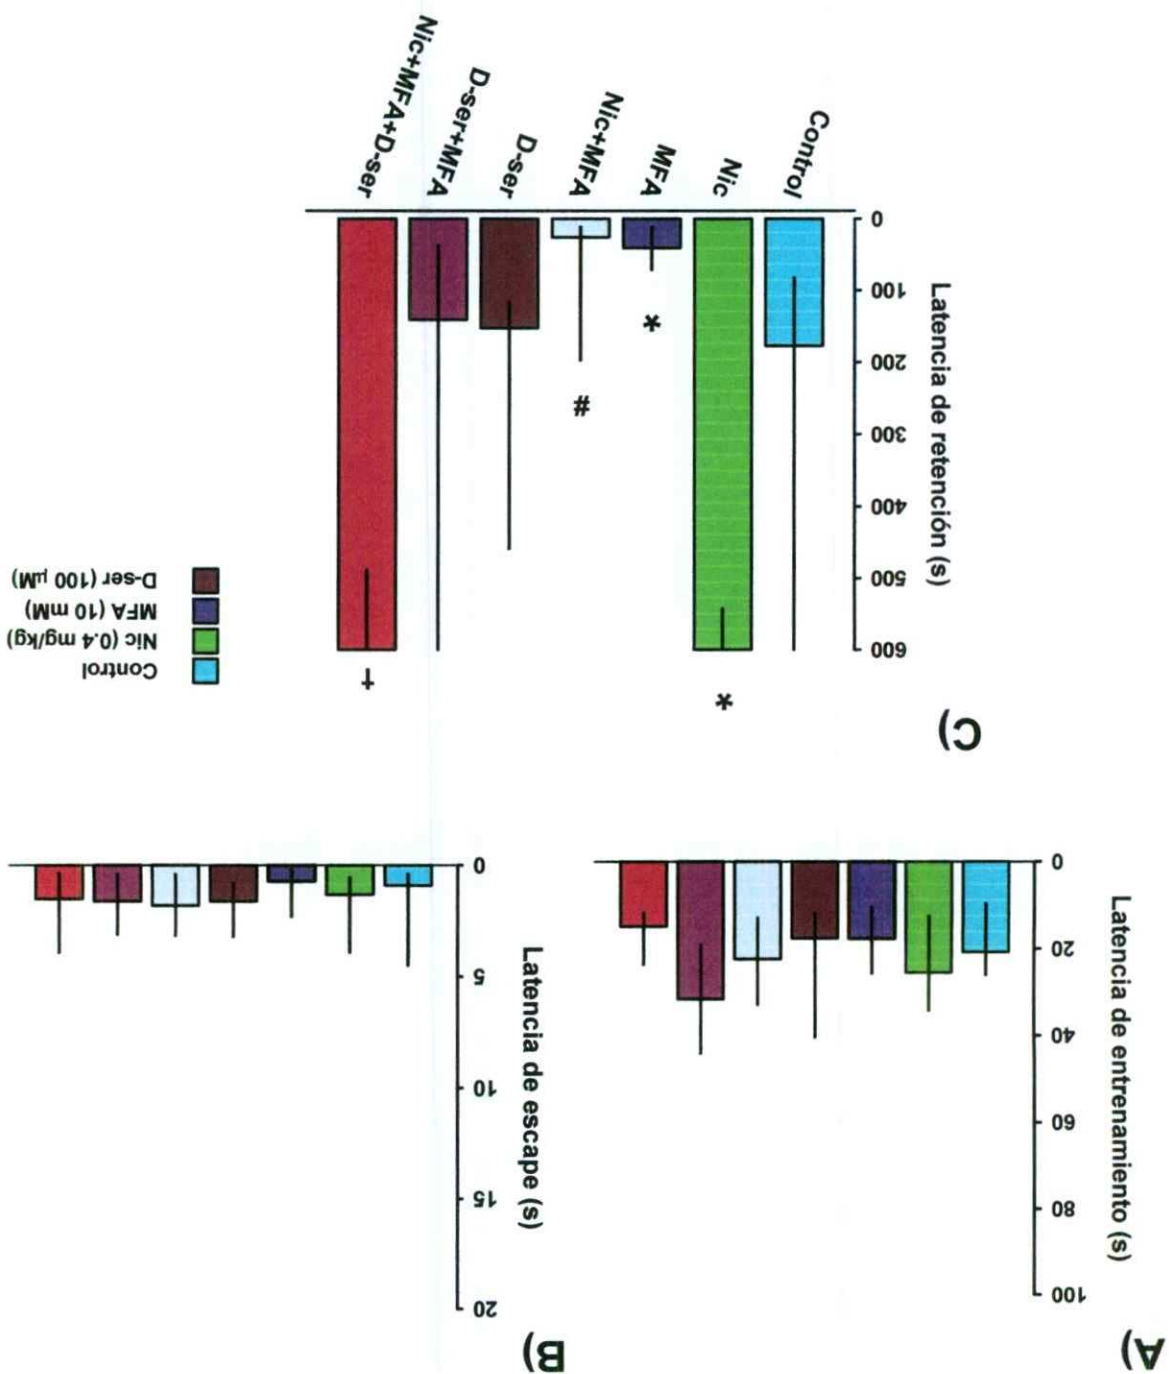 A)
Latencia de entrenamiento (s)
100
80
60
40
20
0
B)
Latencia de escape (s)
20
15
10
5
0
C)
Latencia de retención (s)
600
500
400
300
200
100
0
*
*
#
†
Control
Nic
MFA
Nic+MFA
D-ser
D-ser+MFA
Nic+MFA+D-ser
Control
Nic (0.4 mg/kg)
MFA (10 mM)
D-ser (100 µM)